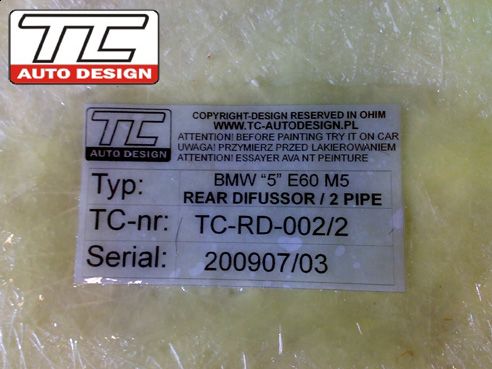 TC
AUTO DESIGN
TC
AUTO DESIGN
COPYRIGHT-DESIGN RESERVED IN OHIM
WWW.TC-AUTODESIGN.PL
ATTENTION! BEFORE PAINTING TRY IT ON CAR
UWAGA! PRZYMIERZ PRZED LAKIEROWANIEM
ATTENTION! ESSAYER AVA NT PEINTURE
Typ: BMW “5” E60 M5
REAR DIFUSSOR / 2 PIPE
TC-nr: TC-RD-002/2
Serial: 200907/03